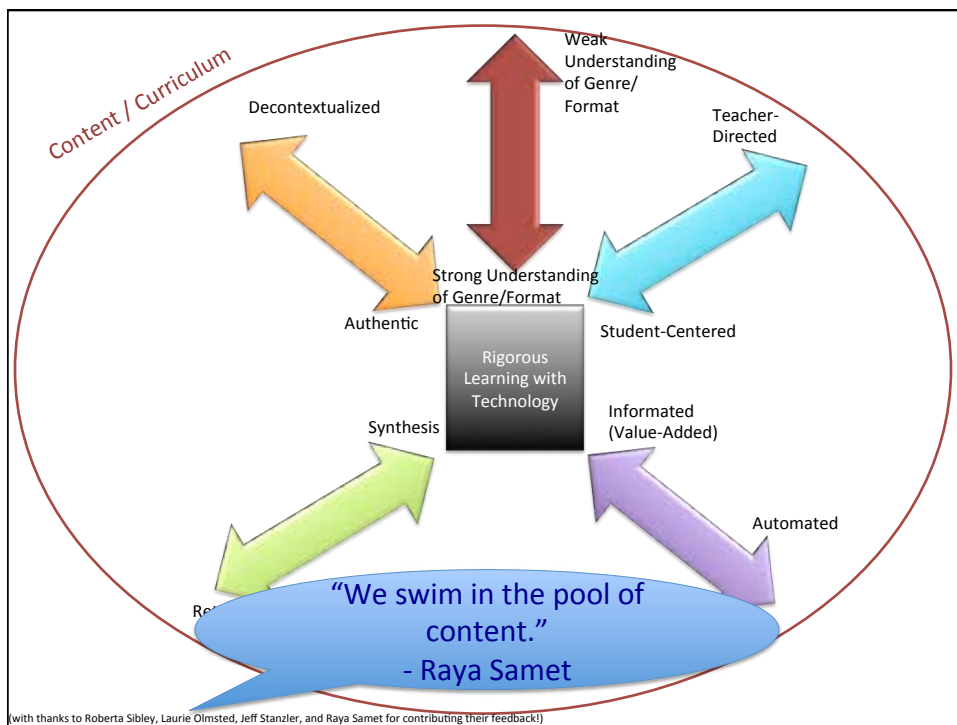 Content / Curriculum
Decontextualized
Weak
Understanding
of Genre/
Format
Teacher-
Directed
Strong Understanding
of Genre/Format
Authentic
Student-Centered
Rigorous
Learning with
Technology
Synthesis
Informated
(Value-Added)
Automated
“We swim in the pool of
content.”
- Raya Samet
(with thanks to Roberta Sibley, Laurie Olmsted, Jeff Stanzler, and Raya Samet for contributing their feedback!)